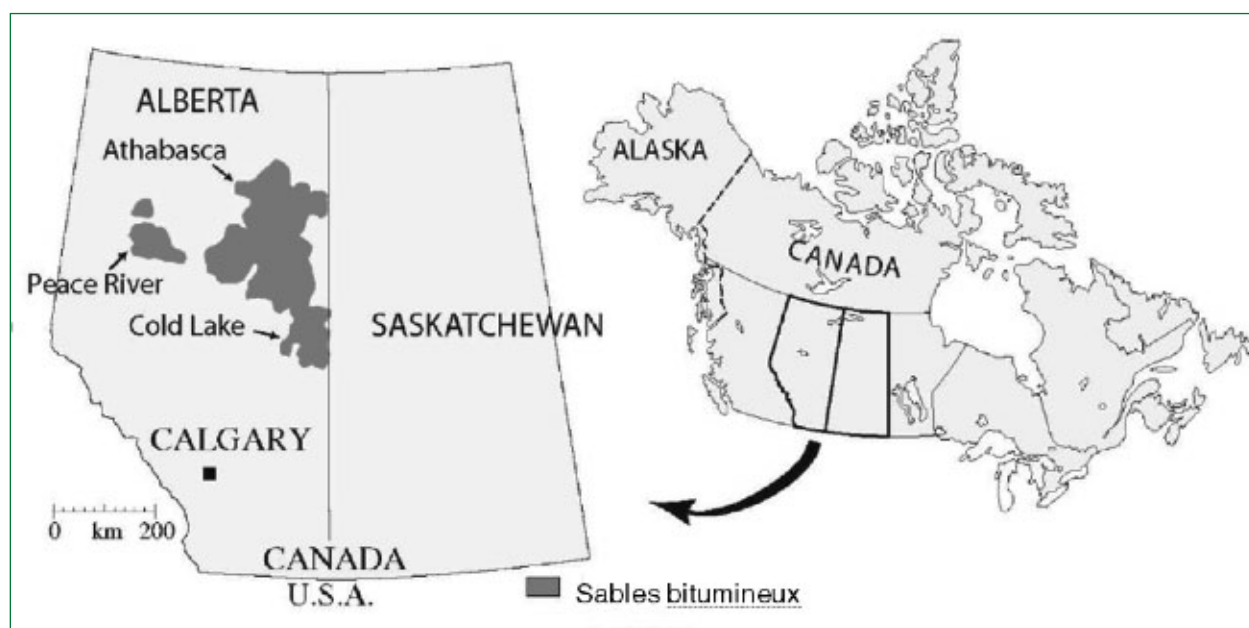 ALBERTA
Athabasca
Peace River
Cold Lake
SASKATCHEWAN
CALGARY
0 km 200
CANADA
U.S.A.
ALASKA
CANADA
Sables bitumineux